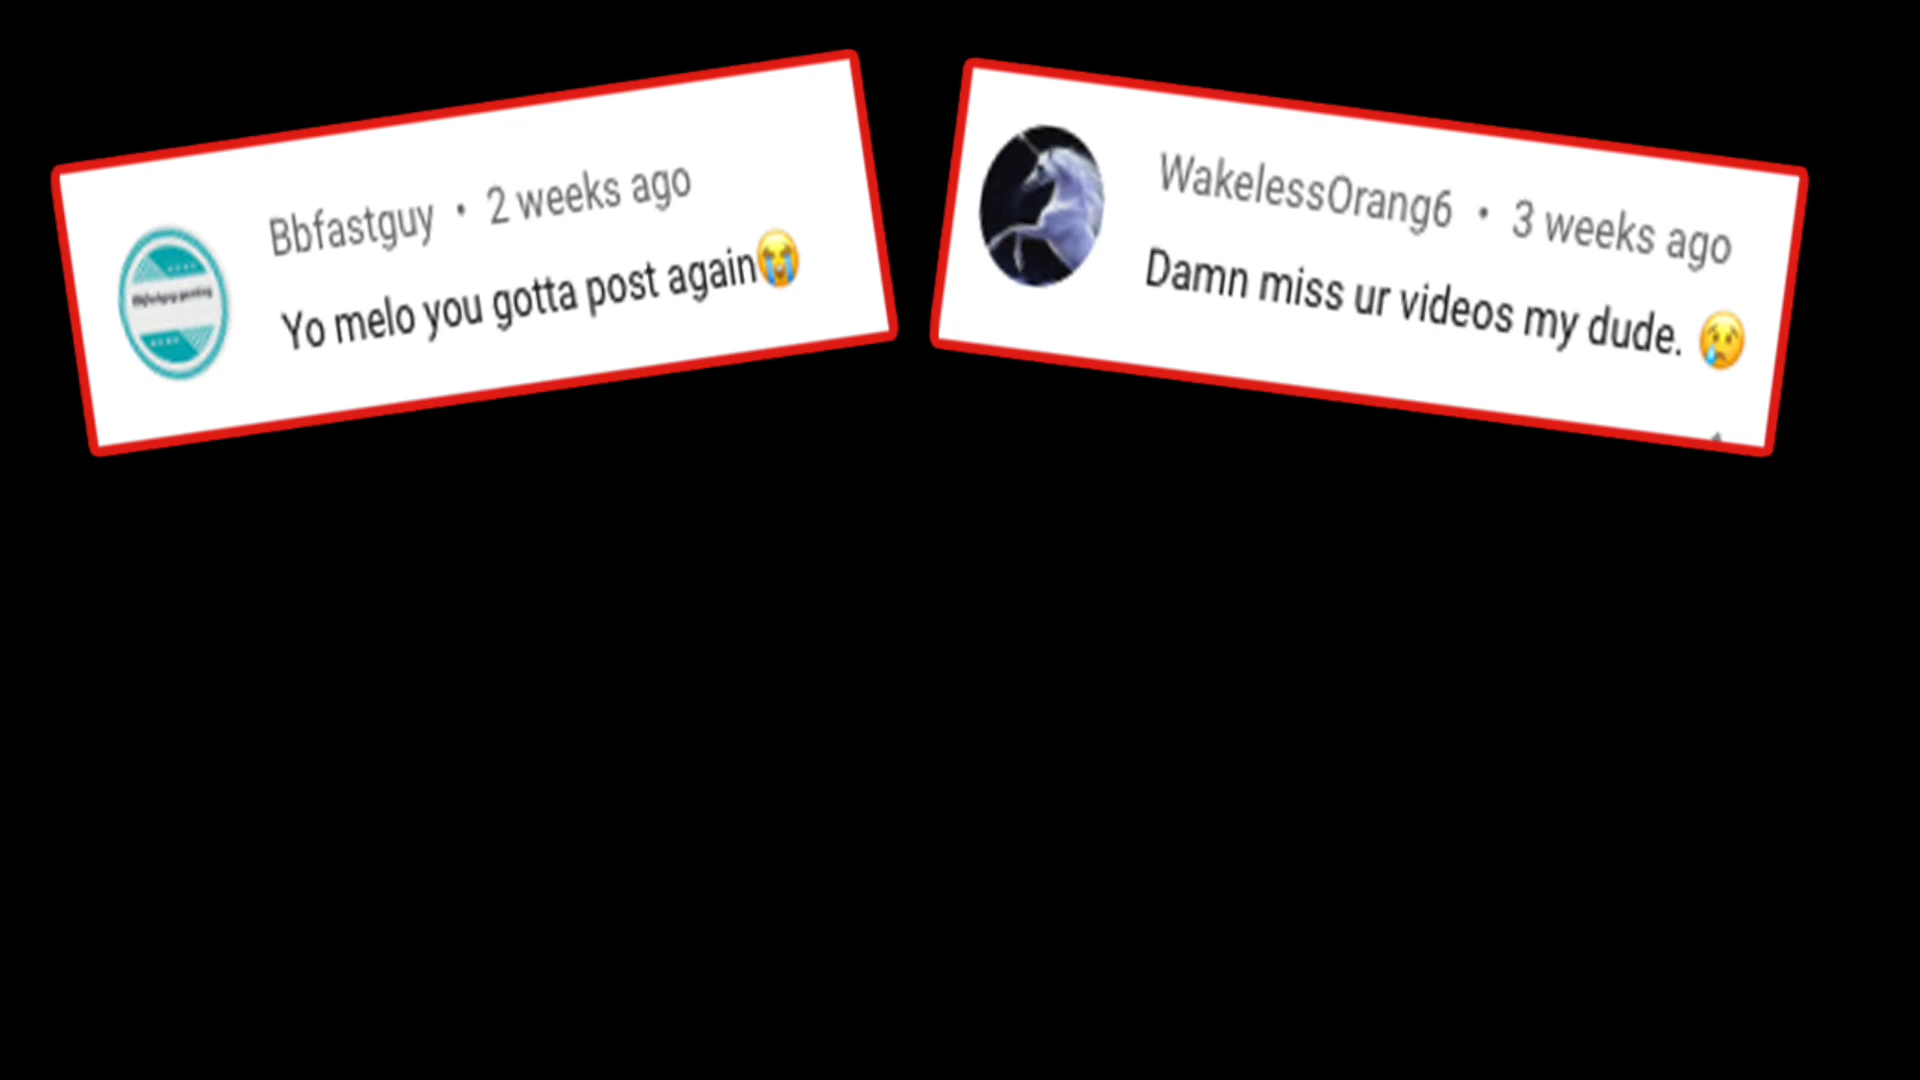 Bbfastguy • 2 weeks ago
Yo melo you gotta post again😭
WakelessOrang6 • 3 weeks ago
Damn miss ur videos my dude. 😢